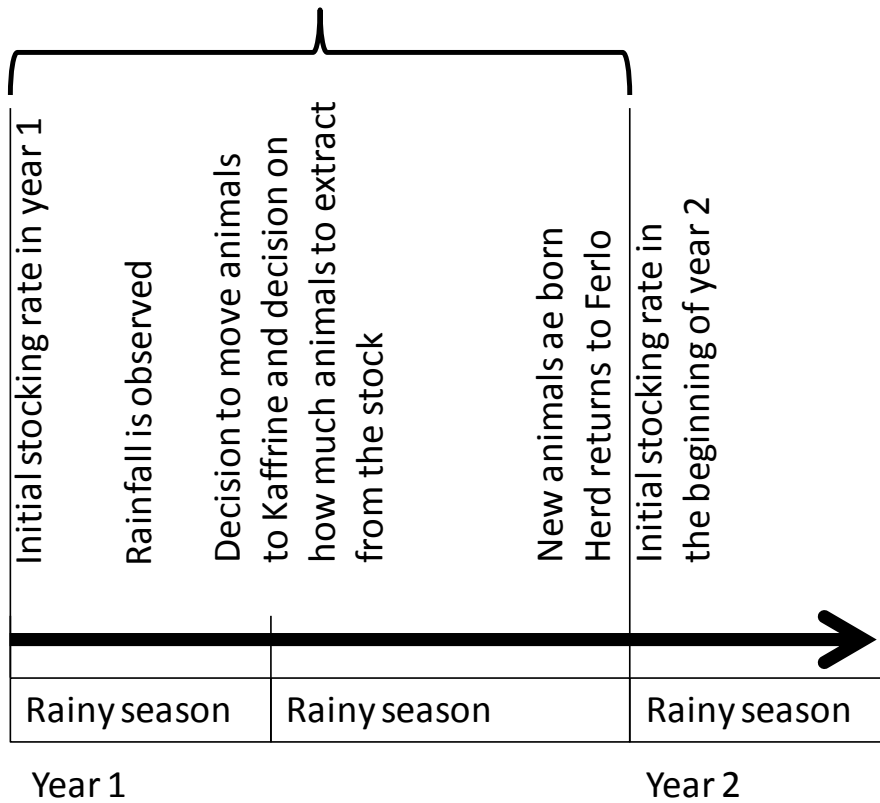 Initial stocking rate in year 1
Rainfall is observed
Decision to move animals
to Kaffrine and decision on
how much animals to extract
from the stock
New animals ae born
Herd returns to Ferlo
Initial stocking rate in
the beginning of year 2
Rainy season
Rainy season
Rainy season
Year 1
Year 2